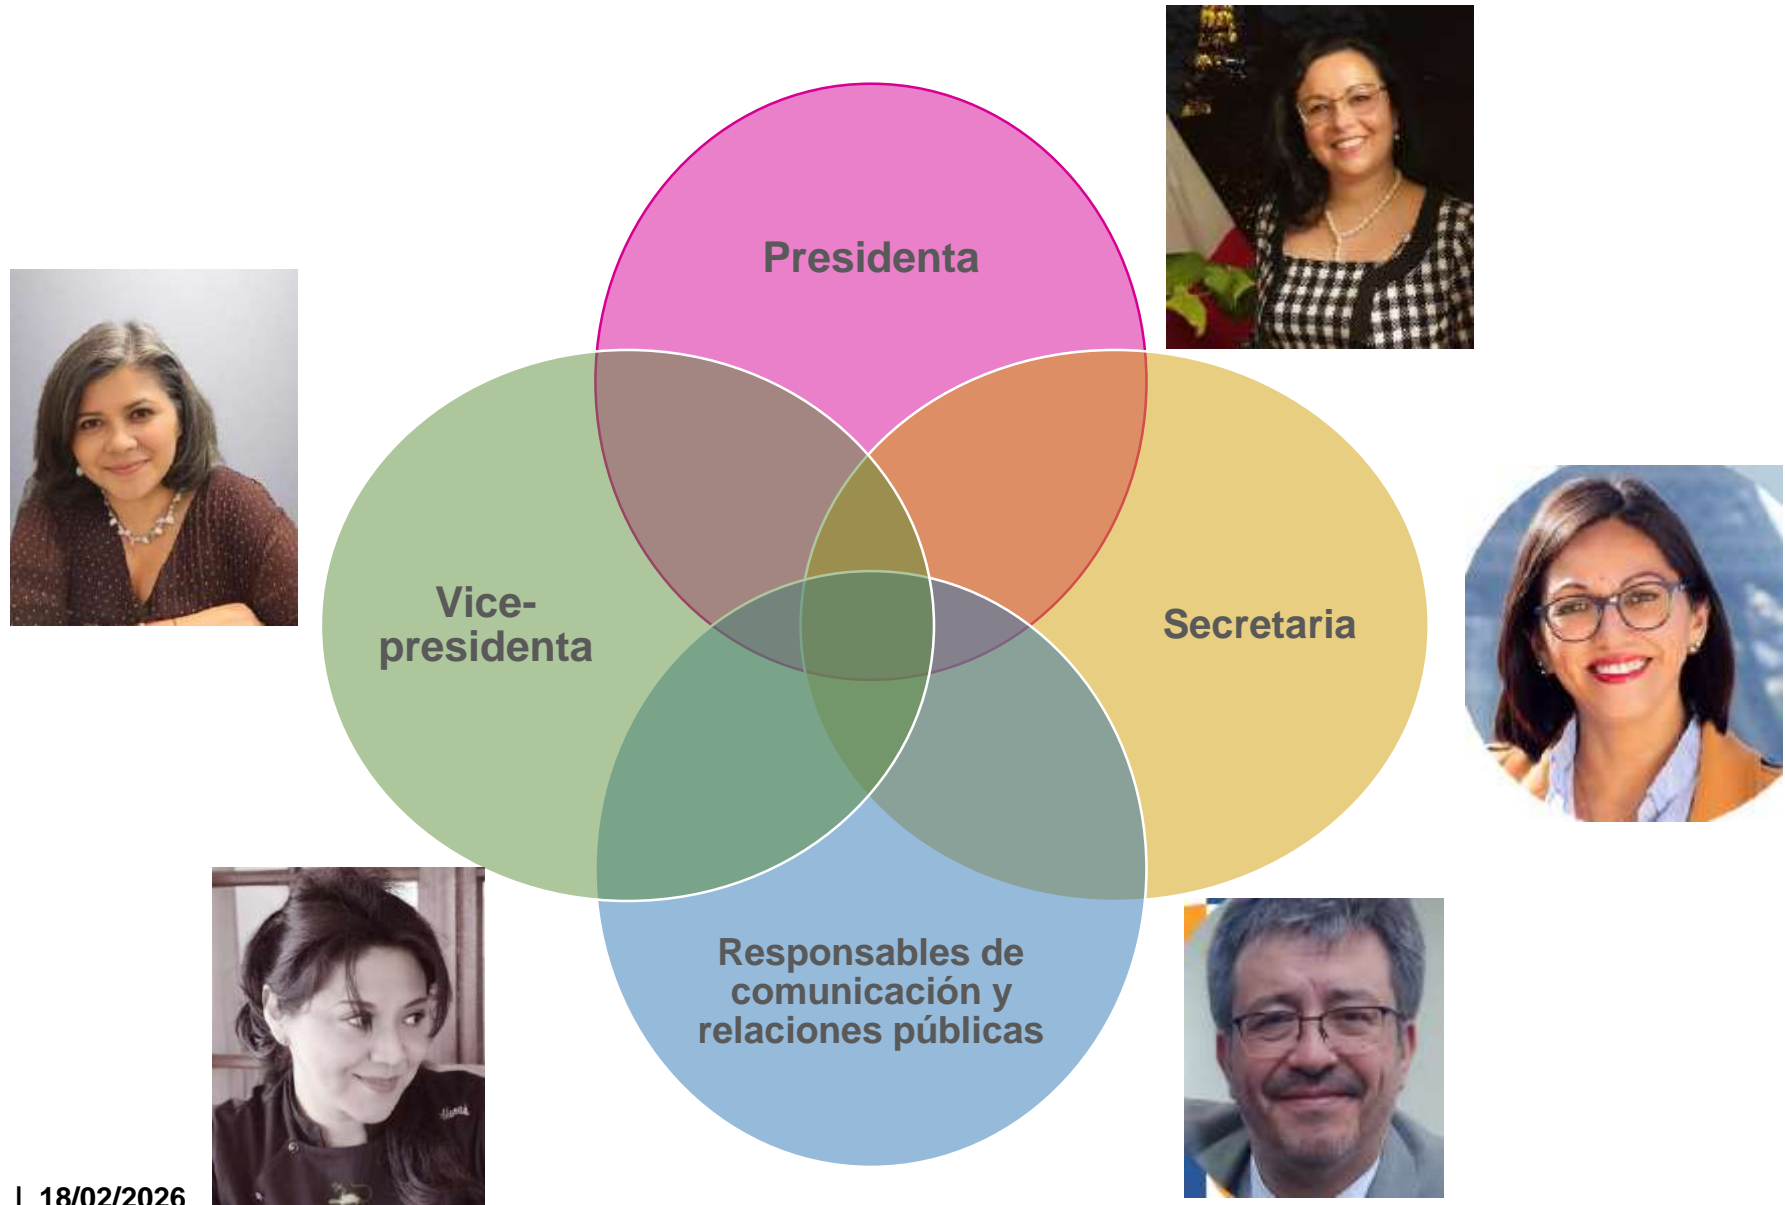 Presidenta
Vice-
presidenta
Secretaria
Responsables de
comunicación y
relaciones públicas
| 18/02/2026